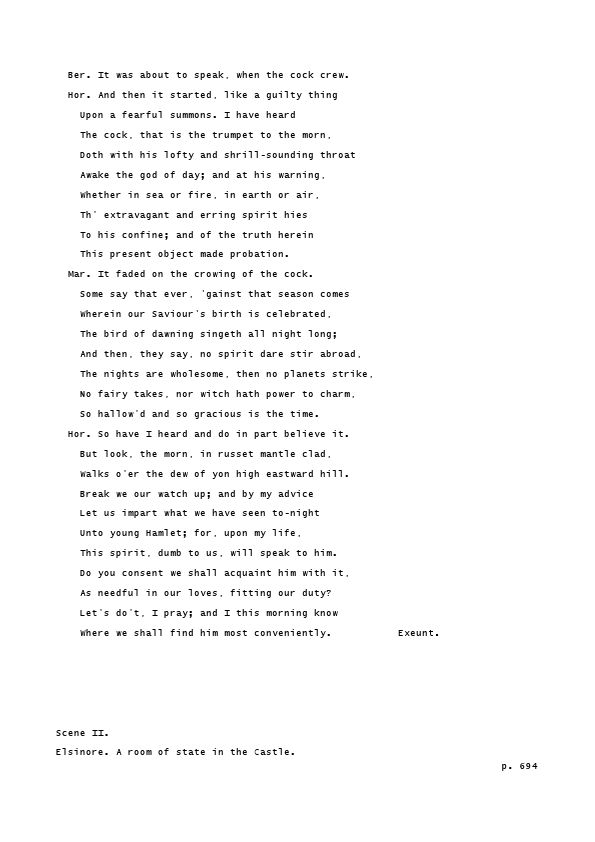 Ber. It was about to speak, when the cock crew.
Hor. And then it started, like a guilty thing
Upon a fearful summons. I have heard
The cock, that is the trumpet to the morn,
Doth with his lofty and shrill-sounding throat
Awake the god of day; and at his warning,
Whether in sea or fire, in earth or air,
Th' extravagant and erring spirit hies
To his confine; and of the truth herein
This present object made probation.
Mar. It faded on the crowing of the cock.
Some say that ever, 'gainst that season comes
Wherein our Saviour's birth is celebrated,
The bird of dawning singeth all night long;
And then, they say, no spirit dare stir abroad,
The nights are wholesome, then no planets strike,
No fairy takes, nor witch hath power to charm,
So hallow'd and so gracious is the time.
Hor. So have I heard and do in part believe it.
But look, the morn, in russet mantle clad,
Walks o'er the dew of yon high eastward hill.
Break we our watch up; and by my advice
Let us impart what we have seen to-night
Unto young Hamlet; for, upon my life,
This spirit, dumb to us, will speak to him.
Do you consent we shall acquaint him with it,
As needful in our loves, fitting our duty?
Let's do't, I pray; and I this morning know
Where we shall find him most conveniently. Exeunt.
Scene II.
Elsinore. A room of state in the Castle.
p. 694